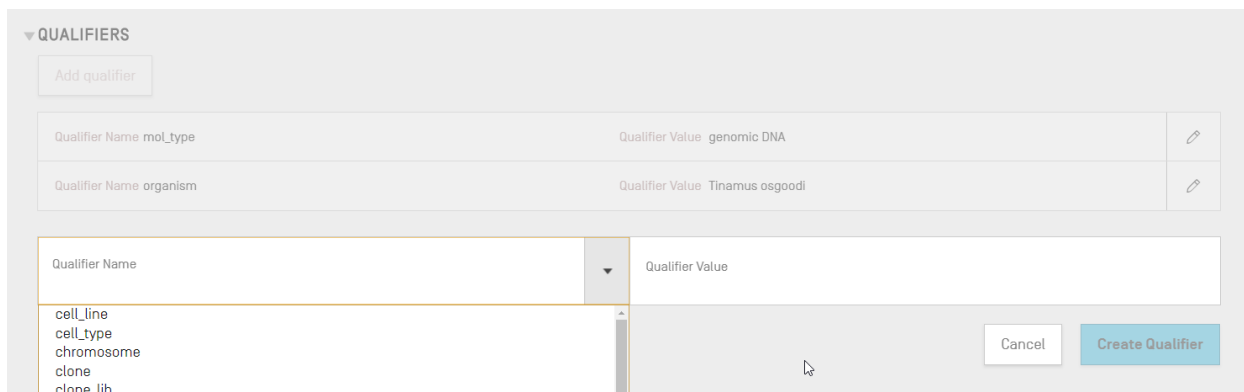 QUALIFIERS
Add qualifier
Qualifier Name mol_type Qualifier Value genomic DNA
Qualifier Name organism Qualifier Value Tinamus osgoodi
Qualifier Name Qualifier Value
cell_line
cell_type
chromosome
clone
clone_lib
Cancel Create Qualifier